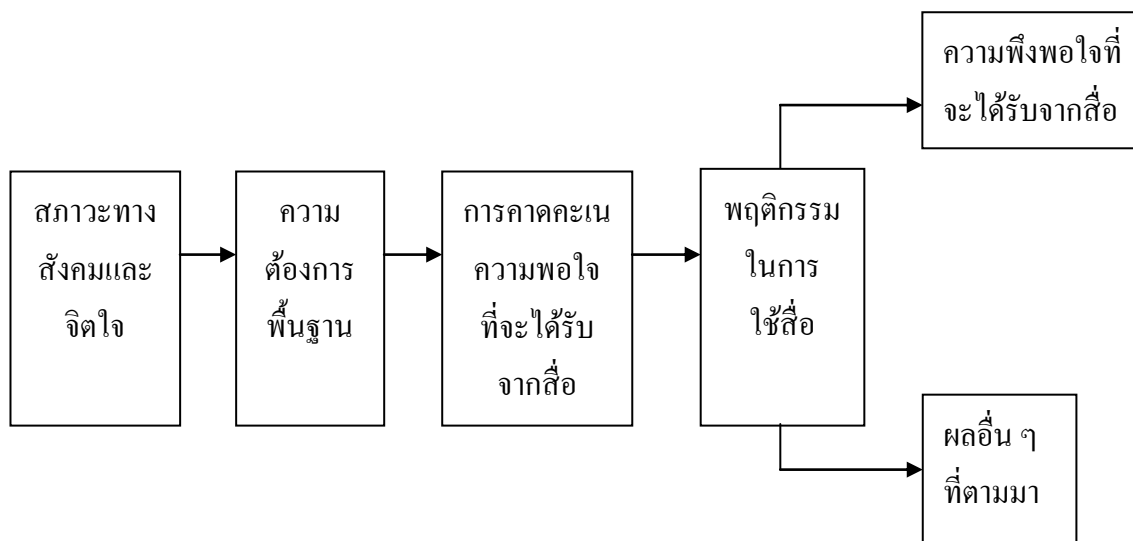 สภาวะทาง
สังคมและ
จิตใจ
ความ
ต้องการ
พื้นฐาน
การคาดคะเน
ความพอใจ
ที่จะได้รับ
จากสื่อ
พฤติกรรม
ในการ
ใช้สื่อ
ความพึงพอใจที่
จะได้รับจากสื่อ
ผลอื่น ๆ
ที่ตามมา